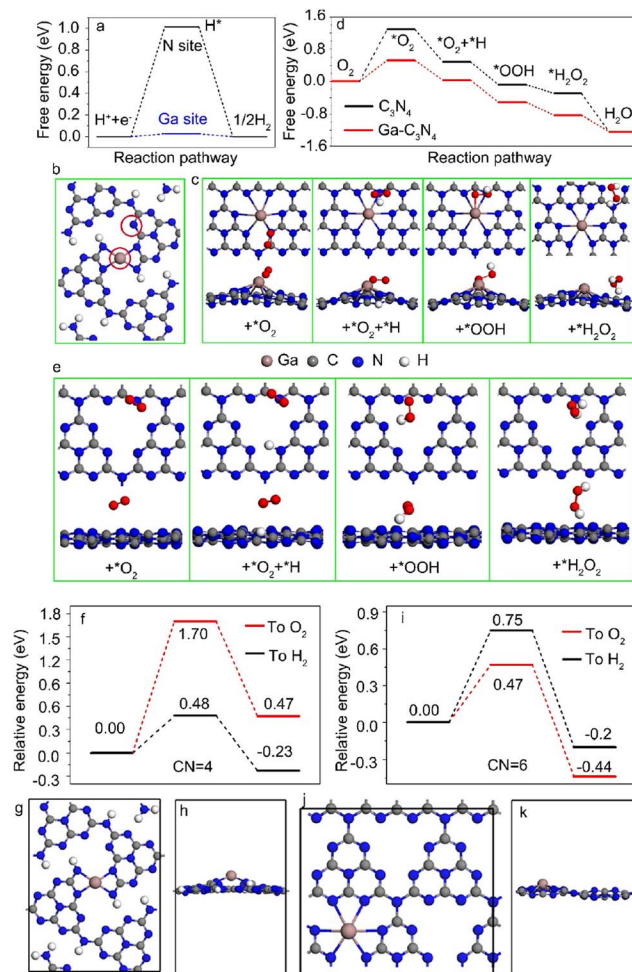 a
Free energy (eV)
1.0
0.8
0.6
0.4
0.2
0.0
H*
N site
H⁺+e⁻
Ga site
1/2H₂
Reaction pathway
d
Free energy (eV)
1.6
0.8
0.0
-0.8
-1.6
O₂
*O₂
*O₂+*H
*OOH
*H₂O₂
H₂O₂
C₃N₄
Ga-C₃N₄
Reaction pathway
b
c
+*O₂
+*O₂+*H
+*OOH
+*H₂O₂
Ga C N H
e
+*O₂
+*O₂+*H
+*OOH
+*H₂O₂
f
Relative energy (eV)
1.8
1.5
1.2
0.6
0.3
0.0
-0.3
To O₂
To H₂
0.00
1.70
0.48
0.47
-0.23
CN=4
i
Relative energy (eV)
0.9
0.6
0.3
0.0
-0.3
To O₂
To H₂
0.00
0.75
0.47
-0.2
-0.44
CN=6
g
h
j
k